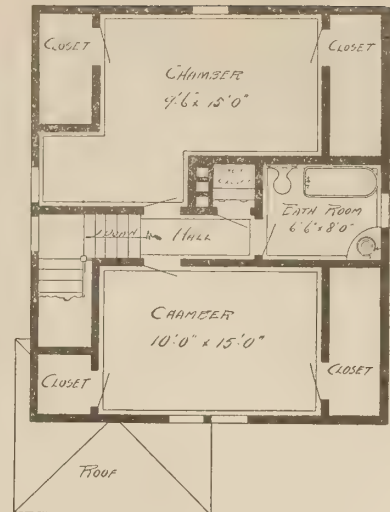 CLOSET
CLOSET
CHAMBER
9'6" x 15'0"
BATH ROOM
6'6" x 8'0"
DOWN
HALL
CHAMBER
10'0" x 15'0"
CLOSET
CLOSET
ROOF